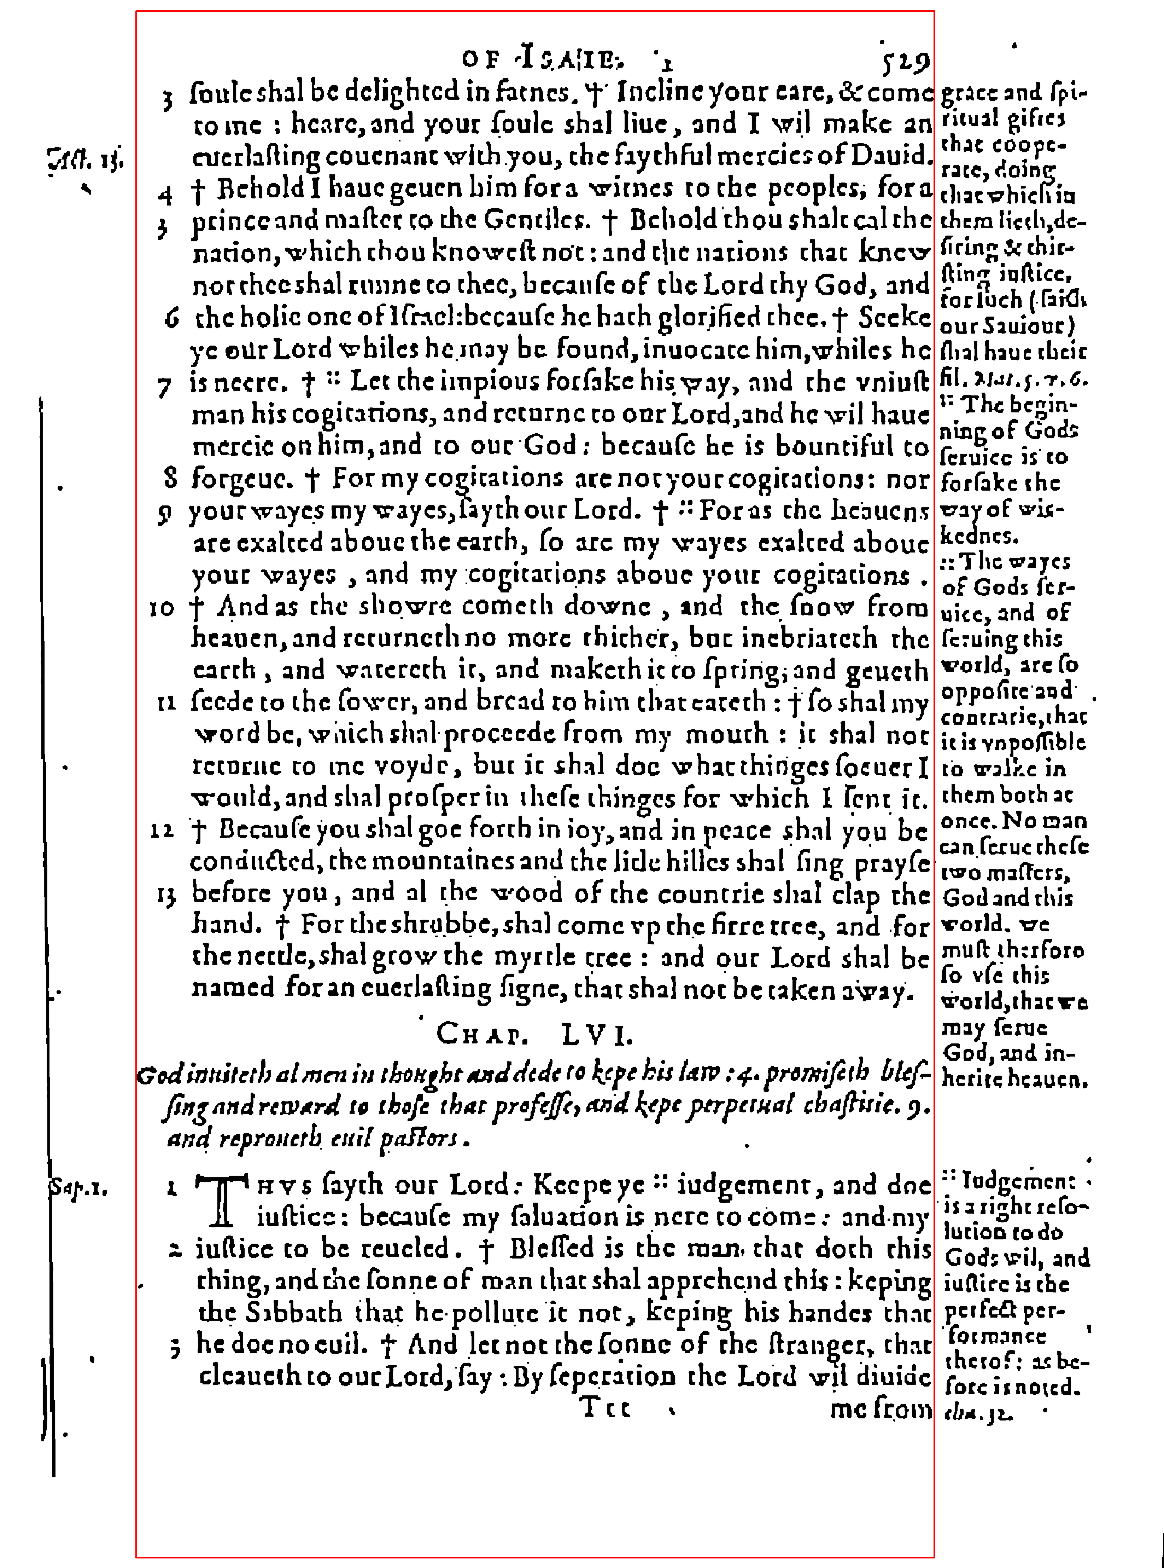 OF ISAIE. 529
3 ſoule shal be delighted in fatnes. † Incline your eare, & come
to me : heare, and your ſoule shal liue, and I wil make an
euerlaſting couenant with you, the faythful mercies of Dauid.
4 † Behold I haue geuen him for a witnes to the peoples, for a
5 prince and maſter to the Gentiles. † Behold thou shalt cal the
nation, which thou knoweſt not : and the nations that knew
not thee shal runne to thee, becauſe of the Lord thy God, and
6 the holie one of Iſrael: becauſe he hath glorified thee. † Seeke
ye our Lord whiles he may be found, inuocate him, whiles he
7 is neere. † :: Let the impious forſake his way, and the vniuſt
man his cogitations, and returne to our Lord, and he wil haue
mercie on him, and to our God : becauſe he is bountiful to
8 forgeue. † For my cogitations are not your cogitations: nor
9 your wayes my wayes, ſayth our Lord. † :: For as the heauens
are exalted aboue the earth, ſo are my wayes exalted aboue
your wayes , and my cogitations aboue your cogitations .
10 † And as the showre cometh downe , and the ſnow from
heauen, and returneth no more thither, but inebriateth the
earth , and watereth it, and maketh it to ſpring, and geueth
11 ſeede to the ſower, and bread to him that eateth : † ſo shal my
word be, which shal proceede from my mouth : it shal not
returne to me voyde, but it shal doe what thinges ſoeuer I
would, and shal proſper in theſe thinges for which I ſent it.
12 † Becauſe you shal goe forth in ioy, and in peace shal you be
conducted, the mountaines and the litle hilles shal ſing prayſe
13 before you , and al the wood of the countrie shal clap the
hand. † For the shrubbe, shal come vp the firre tree, and for
the nettle, shal grow the myrtle tree : and our Lord shal be
named for an euerlaſting ſigne, that shal not be taken away.
CHAP. LVI.
God inuiteth al men in thought and dede to kepe his law : 4. promiſeth bleſ-
ſing and reward to thoſe that profeſſe, and kepe perpetual chaſtitie. 9.
and reproueth euil paſtors .
1 THVS ſayth our Lord : Keepe ye :: iudgement, and doe
iuſtice : becauſe my ſaluation is nere to come : and my
2 iuſtice to be reueled. † Bleſſed is the man that doth this
thing, and the ſonne of man that shal apprehend this : keping
the Sabbath that he pollute it not , keping his handes that
3 he doe no euil. † And let not the ſonne of the ſtranger, that
cleaueth to our Lord, ſay : By ſeperation the Lord wil diuide
Ttt me from
Act. 13.
Sap. 1.
grace and ſpi-
ritual giftes
that coope-
rate, doing
that which in
them lieth, de-
ſiring & thir-
ſting iuſtice,
for ſuch (ſaith
our Sauiour)
shal haue their
fil. Mat. 5. v. 6.
:: The begin-
ning of Gods
ſeruice is to
forſake the
way of wic-
kednes.
:: The wayes
of Gods ſer-
uice, and of
ſeruing this
world, are ſo
oppoſite and
contrarie, that
it is vnpoſſible
to walke in
them both at
once. No man
can ſerue theſe
two maſters,
God and this
world. we
muſt therfore
ſo vſe this
world, that we
may ſerue
God, and in-
herite heauen.
:: Iudgement
is a right reſo-
lution to do
Gods wil, and
iuſtice is the
perfect per-
formance
therof : as be-
fore is noted.
cha. 32.